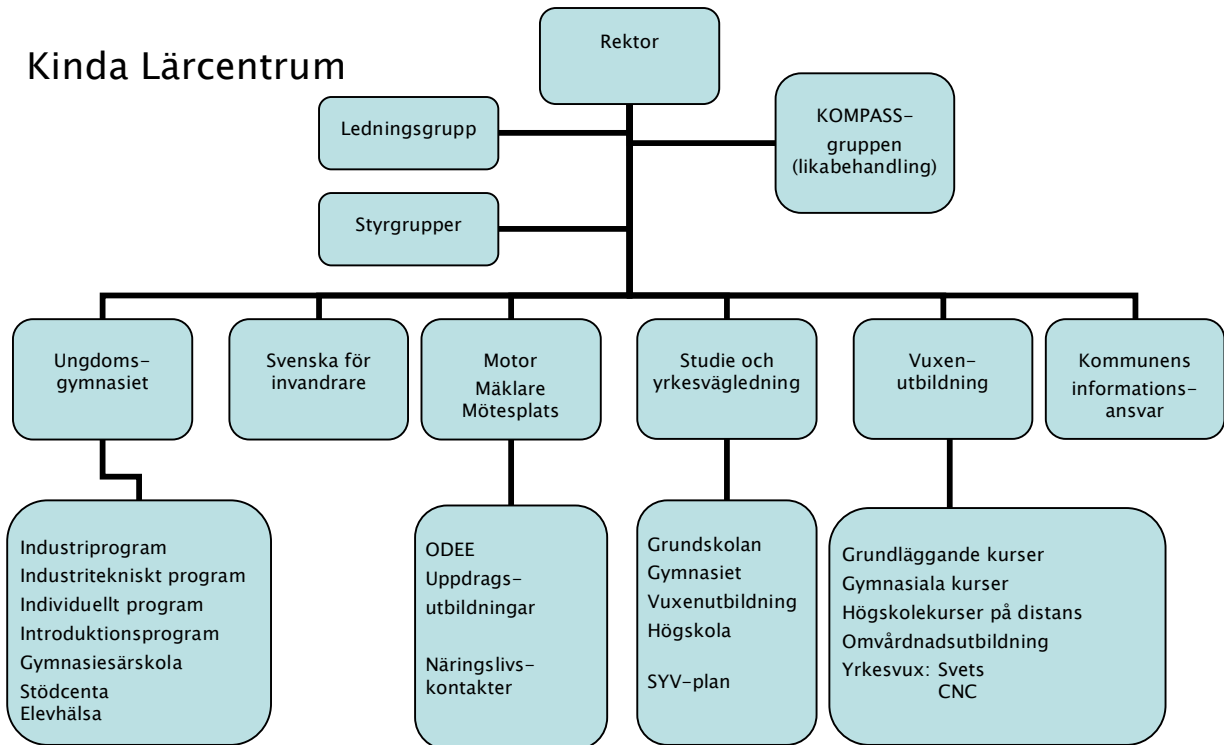 Kinda Lärcentrum
Rektor
Ledningsgrupp
KOMPASS-
gruppen
(likabehandling)
Styrgrupper
Ungdoms-
gymnasiet
Svenska för
invandrare
Motor
Mäklare
Mötesplats
Studie och
yrkesvägledning
Vuxen-
utbildning
Kommunens
informations-
ansvar
Industriprogram
Industritekniskt program
Individuellt program
Introduktionsprogram
Gymnasiesärskola
Stödcenta
Elevhälsa
ODEE
Uppdrags-
utbildningar
Näringslivs-
kontakter
Grundskolan
Gymnasiet
Vuxenutbildning
Högskola
SYV-plan
Grundläggande kurser
Gymnasiala kurser
Högskolekurser på distans
Omvårdnadsutbildning
Yrkesvux: Svets
CNC